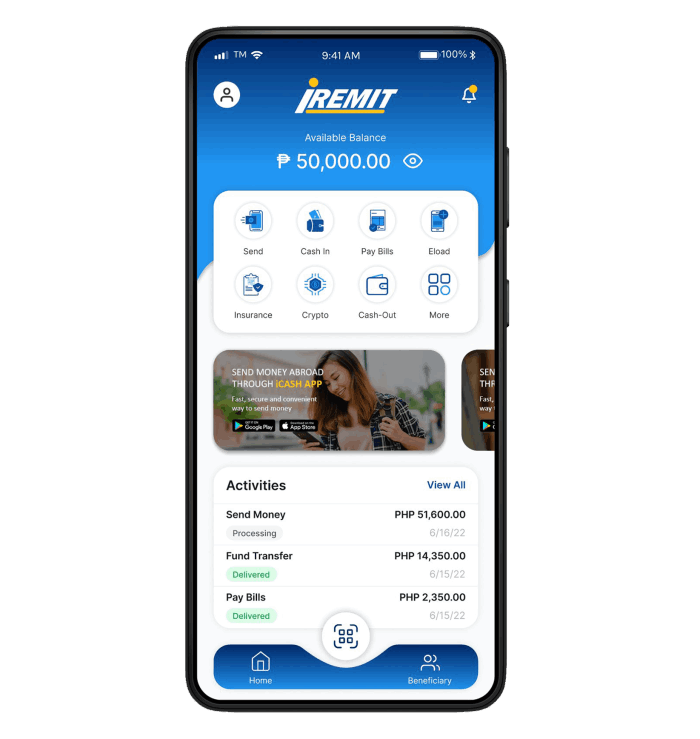 TM
9:41 AM
100%
iREMIT
Available Balance
₱ 50,000.00
Send
Cash In
Pay Bills
Eload
Insurance
Crypto
Cash-Out
More
SEND MONEY ABROAD
THROUGH iCASH APP
Fast, secure and convenient
way to send money
GET IT ON
Google Play
Download on the
App Store
SEN
THR
Fast,
way
Activities
View All
Send Money
PHP 51,600.00
Processing
6/16/22
Fund Transfer
PHP 14,350.00
Delivered
6/15/22
Pay Bills
PHP 2,350.00
Delivered
6/15/22
Home
Beneficiary